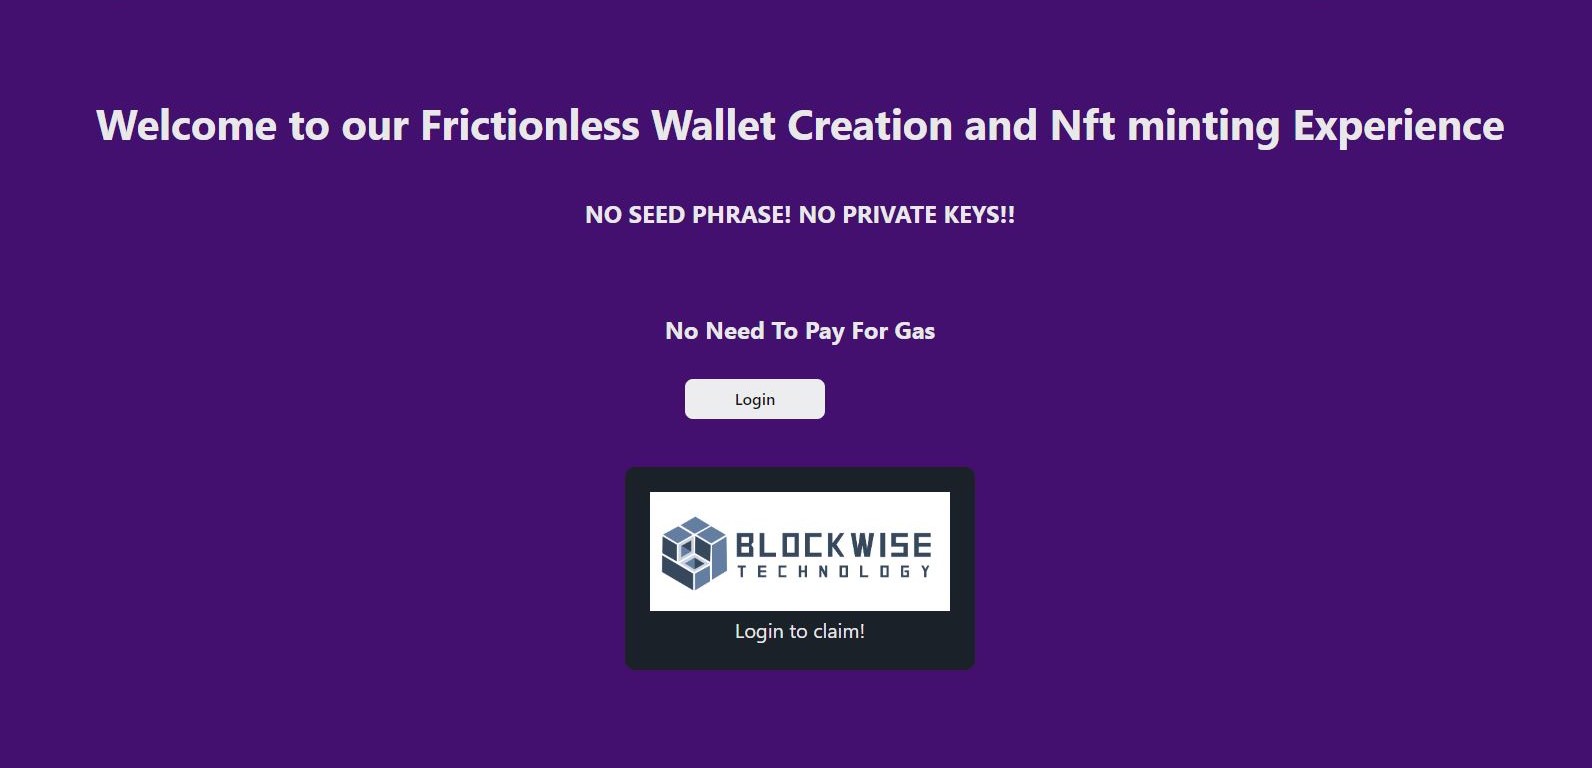 Welcome to our Frictionless Wallet Creation and Nft minting Experience
NO SEED PHRASE! NO PRIVATE KEYS!!
No Need To Pay For Gas
Login
BLOCKWISE
TECHNOLOGY
Login to claim!